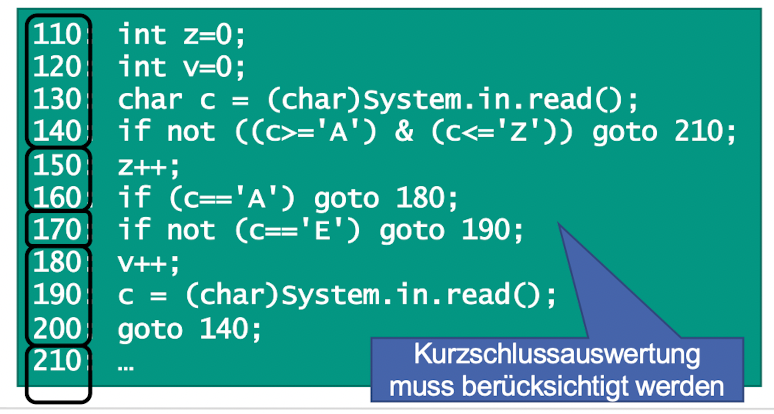 110: int z=0;
120: int v=0;
130: char c = (char)System.in.read();
140: if not ((c>='A') & (c<='Z')) goto 210;
150: z++;
160: if (c=='A') goto 180;
170: if not (c=='E') goto 190;
180: v++;
190: c = (char)System.in.read();
200: goto 140;
210: …
Kurzschlussauswertung
muss berücksichtigt werden